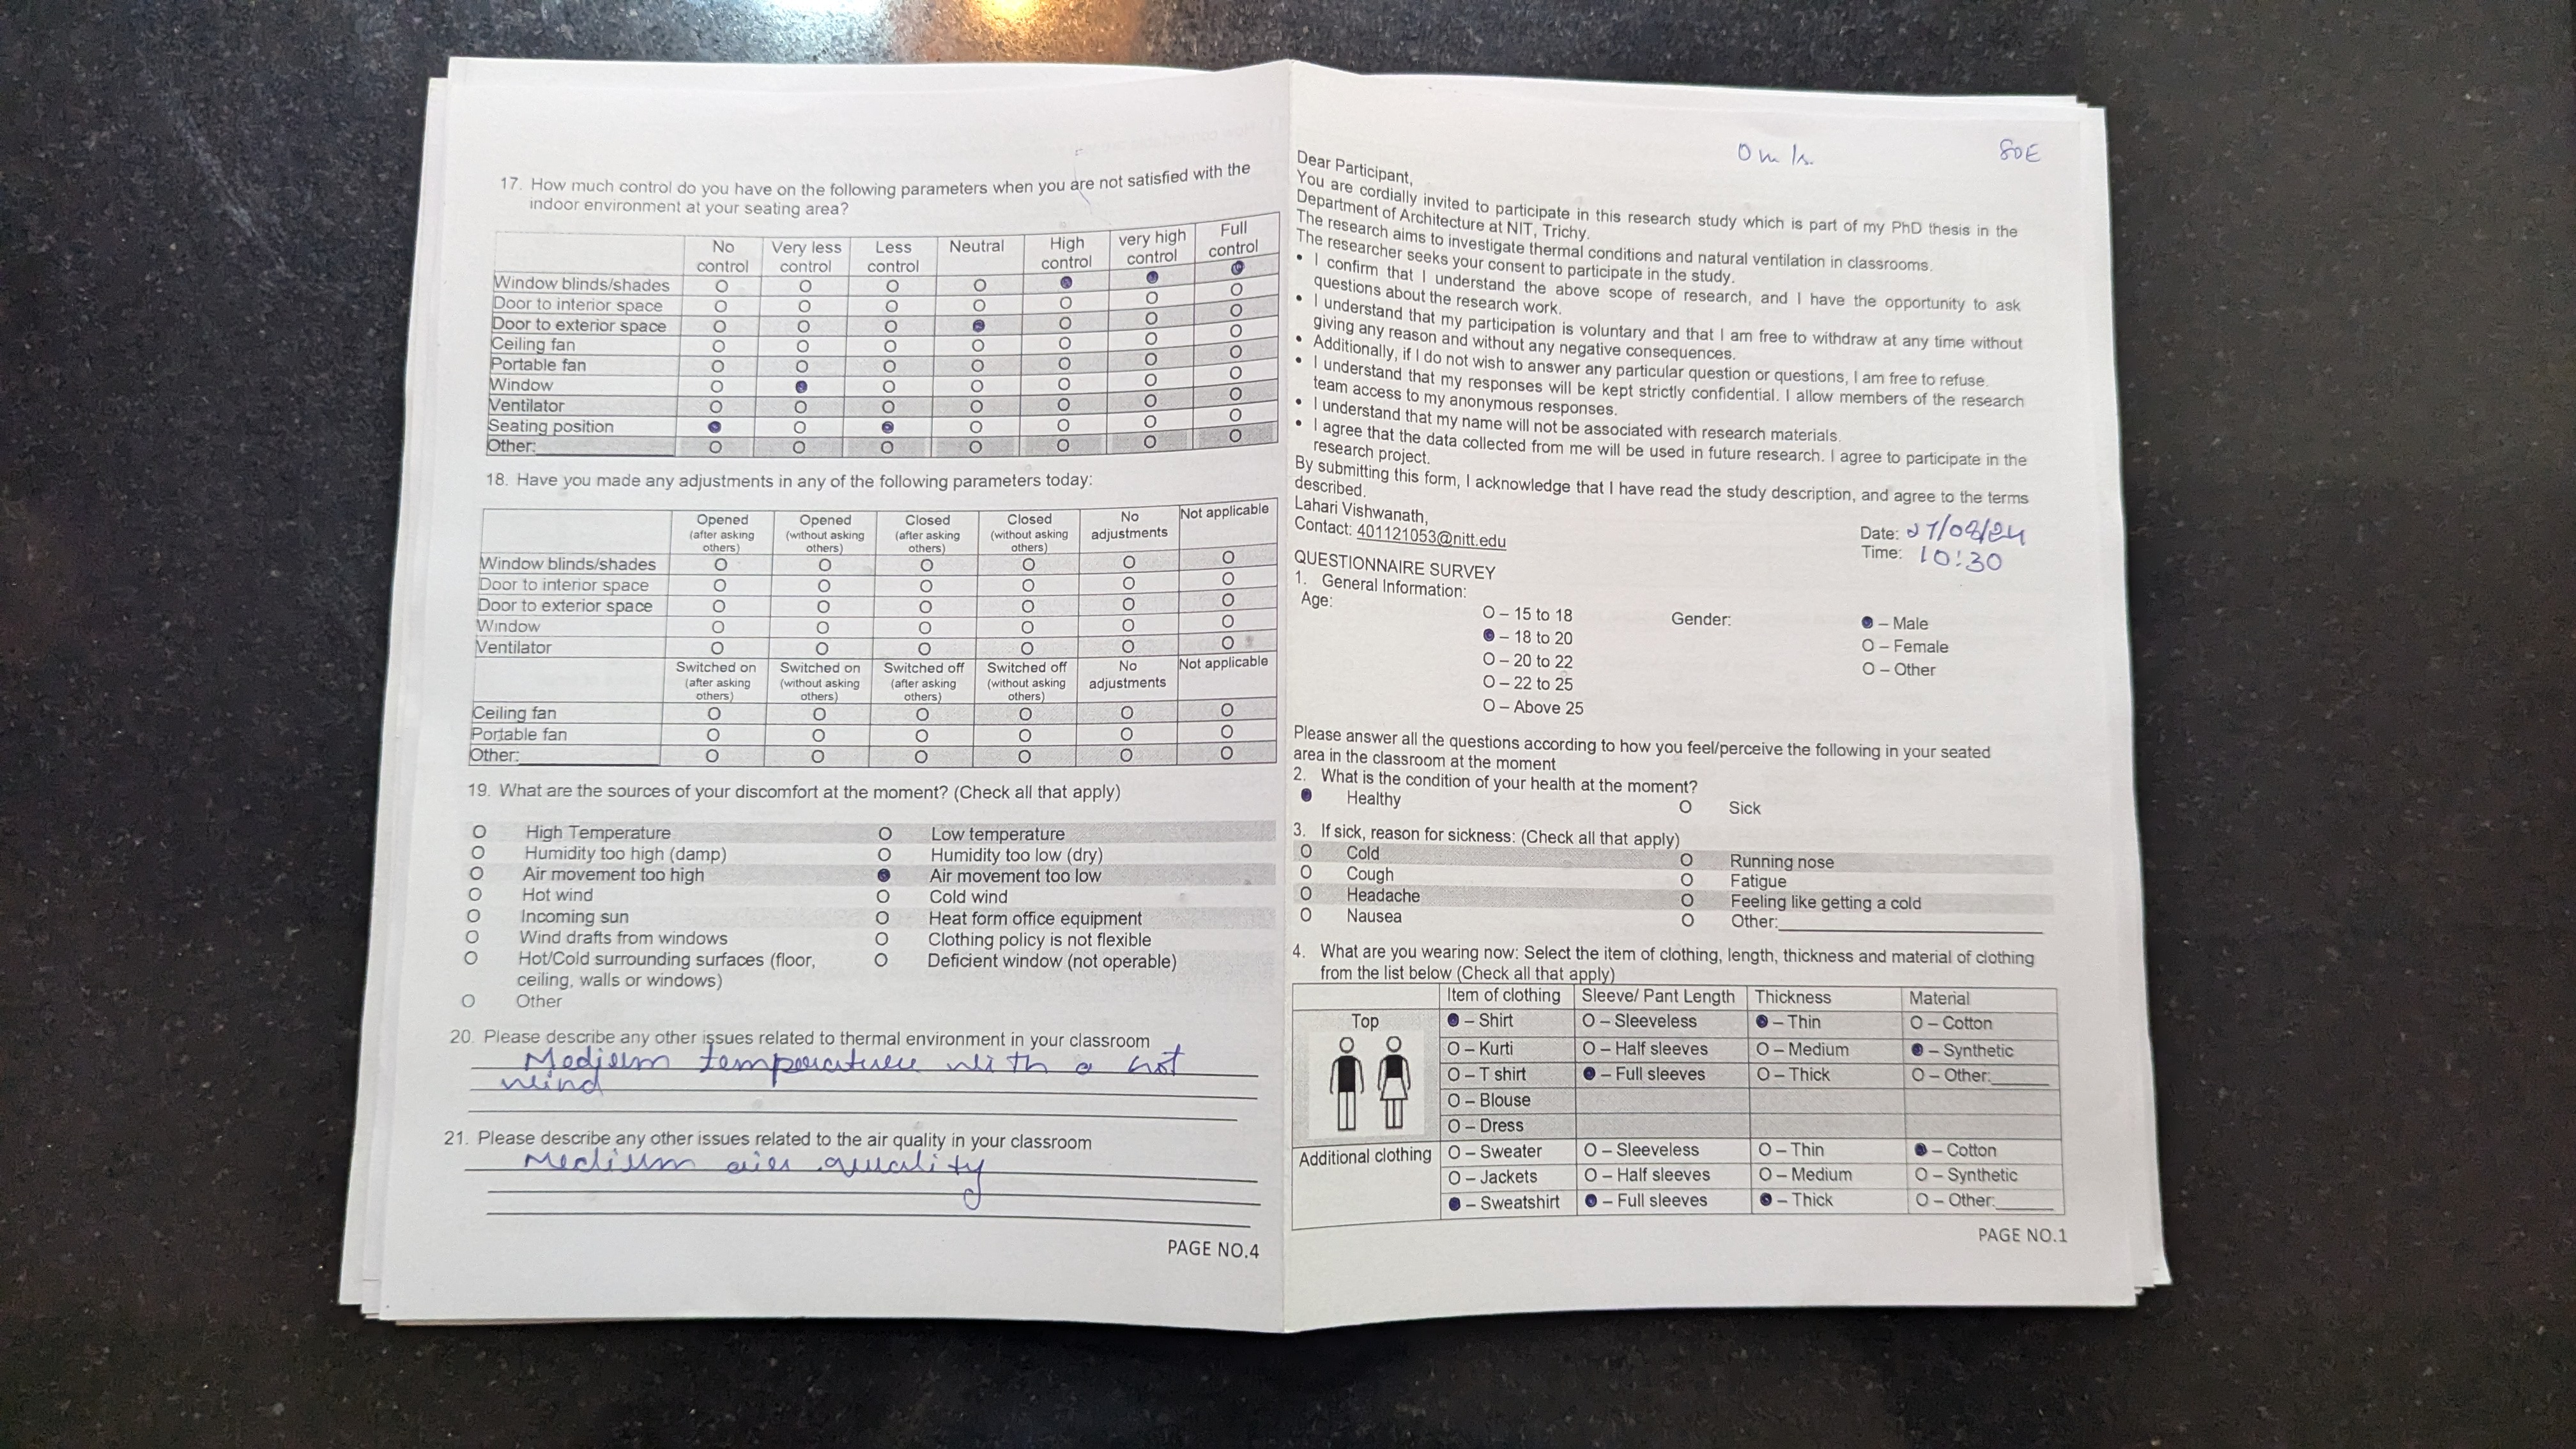 17. How much control do you have on the following parameters when you are not satisfied with the
indoor environment at your seating area?
No control Very less control Less control Neutral High control very high control Full control
Window blinds/shades O O O
Door to interior space O O O O O O O
Door to exterior space O O O O O O
Ceiling fan O O O O O O O
Portable fan O O O O O O O
Window O O O O O O
Ventilator O O O O O O O
Seating position O O O O O
Other: O O O O O O O
18. Have you made any adjustments in any of the following parameters today:
Opened (after asking others) Opened (without asking others) Closed (after asking others) Closed (without asking others) No adjustments Not applicable
Window blinds/shades O O O O O O
Door to interior space O O O O O O
Door to exterior space O O O O O O
Window O O O O O O
Ventilator O O O O O O
Switched on (after asking others) Switched on (without asking others) Switched off (after asking others) Switched off (without asking others) No adjustments Not applicable
Ceiling fan O O O O O O
Portable fan O O O O O O
Other: O O O O O O
19. What are the sources of your discomfort at the moment? (Check all that apply)
O High Temperature O Low temperature
O Humidity too high (damp) O Humidity too low (dry)
O Air movement too high Air movement too low
O Hot wind O Cold wind
O Incoming sun O Heat form office equipment
O Wind drafts from windows O Clothing policy is not flexible
O Hot/Cold surrounding surfaces (floor, O Deficient window (not operable)
ceiling, walls or windows)
O Other
20. Please describe any other issues related to thermal environment in your classroom
Medium temperature with a hot
wind
21. Please describe any other issues related to the air quality in your classroom
Medium air quality
PAGE NO.4
80E
Dear Participant,
You are cordially invited to participate in this research study which is part of my PhD thesis in the
Department of Architecture at NIT, Trichy.
The research aims to investigate thermal conditions and natural ventilation in classrooms.
The researcher seeks your consent to participate in the study.
• I confirm that I understand the above scope of research, and I have the opportunity to ask
questions about the research work.
• I understand that my participation is voluntary and that I am free to withdraw at any time without
giving any reason and without any negative consequences.
• Additionally, if I do not wish to answer any particular question or questions, I am free to refuse.
• I understand that my responses will be kept strictly confidential. I allow members of the research
team access to my anonymous responses.
• I understand that my name will not be associated with research materials.
• I agree that the data collected from me will be used in future research. I agree to participate in the
research project.
By submitting this form, I acknowledge that I have read the study description, and agree to the terms
described.
Lahari Vishwanath,
Contact: 401121053@nitt.edu
Date: 27/08/24
Time: 10:30
QUESTIONNAIRE SURVEY
1. General Information:
Age:
O – 15 to 18
– 18 to 20
O – 20 to 22
O – 22 to 25
O – Above 25
Gender:
– Male
O – Female
O – Other
Please answer all the questions according to how you feel/perceive the following in your seated
area in the classroom at the moment
2. What is the condition of your health at the moment?
Healthy O Sick
3. If sick, reason for sickness: (Check all that apply)
O Cold O Running nose
O Cough O Fatigue
O Headache O Feeling like getting a cold
O Nausea O Other:
4. What are you wearing now: Select the item of clothing, length, thickness and material of clothing
from the list below (Check all that apply)
Item of clothing Sleeve/ Pant Length Thickness Material
Top – Shirt O – Sleeveless – Thin O – Cotton
O – Kurti O – Half sleeves O – Medium – Synthetic
O – T shirt – Full sleeves O – Thick O – Other:
O – Blouse
O – Dress
Additional clothing O – Sweater O – Sleeveless O – Thin – Cotton
O – Jackets O – Half sleeves O – Medium O – Synthetic
– Sweatshirt – Full sleeves – Thick O – Other:
PAGE NO.1